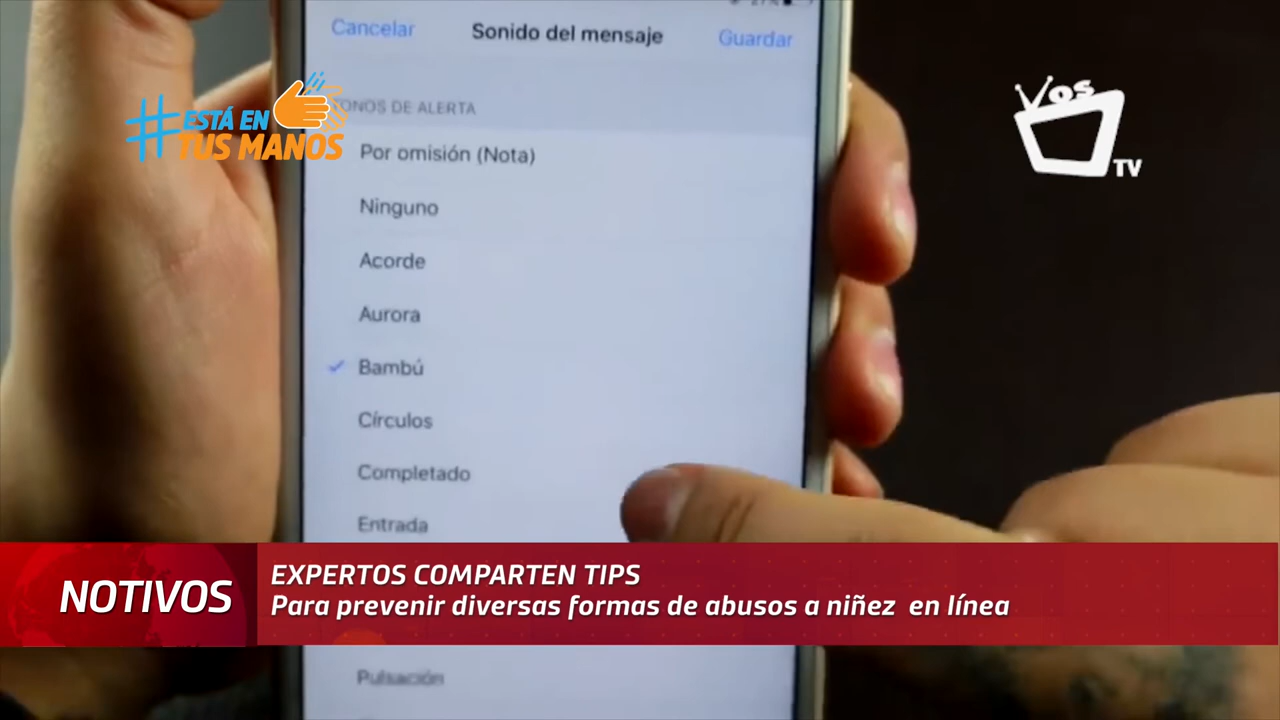 27%
Cancelar
Sonido del mensaje
Guardar
TONOS DE ALERTA
#ESTÁ EN
TUS MANOS
VOS
TV
Por omisión (Nota)
Ninguno
Acorde
Aurora
Bambú
Círculos
Completado
Entrada
NOTIVOS
EXPERTOS COMPARTEN TIPS
Para prevenir diversas formas de abusos a niñez en línea
Pulsación